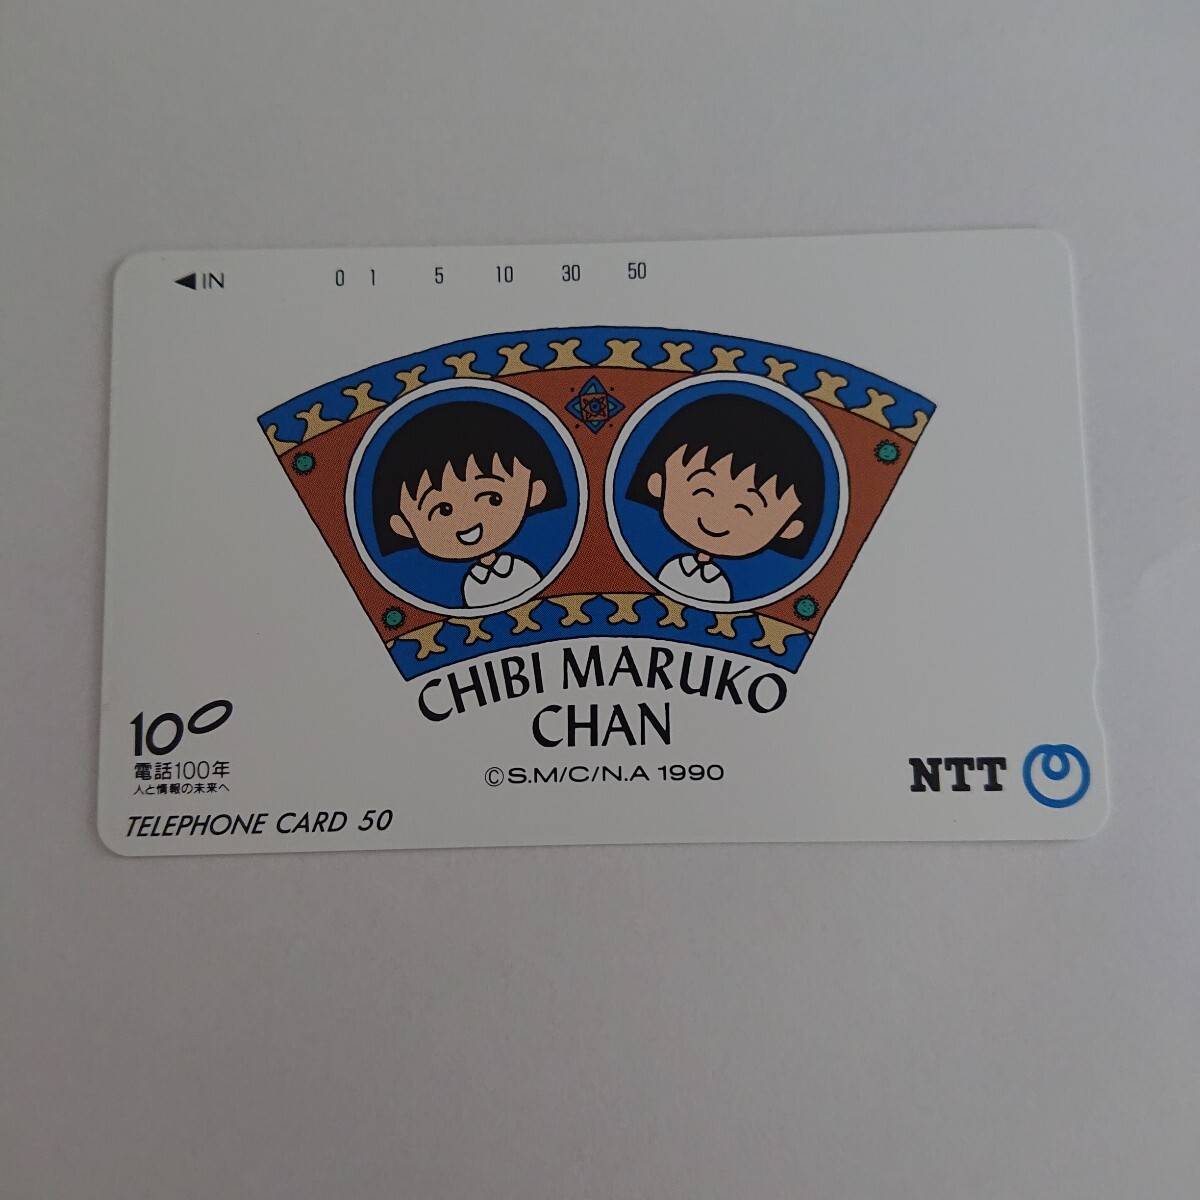 ◀IN 0 1 5 10 30 50
CHIBI MARUKO
CHAN
©S.M/C/N.A 1990
100
電話100年
人と情報の未来へ
TELEPHONE CARD 50
NTT